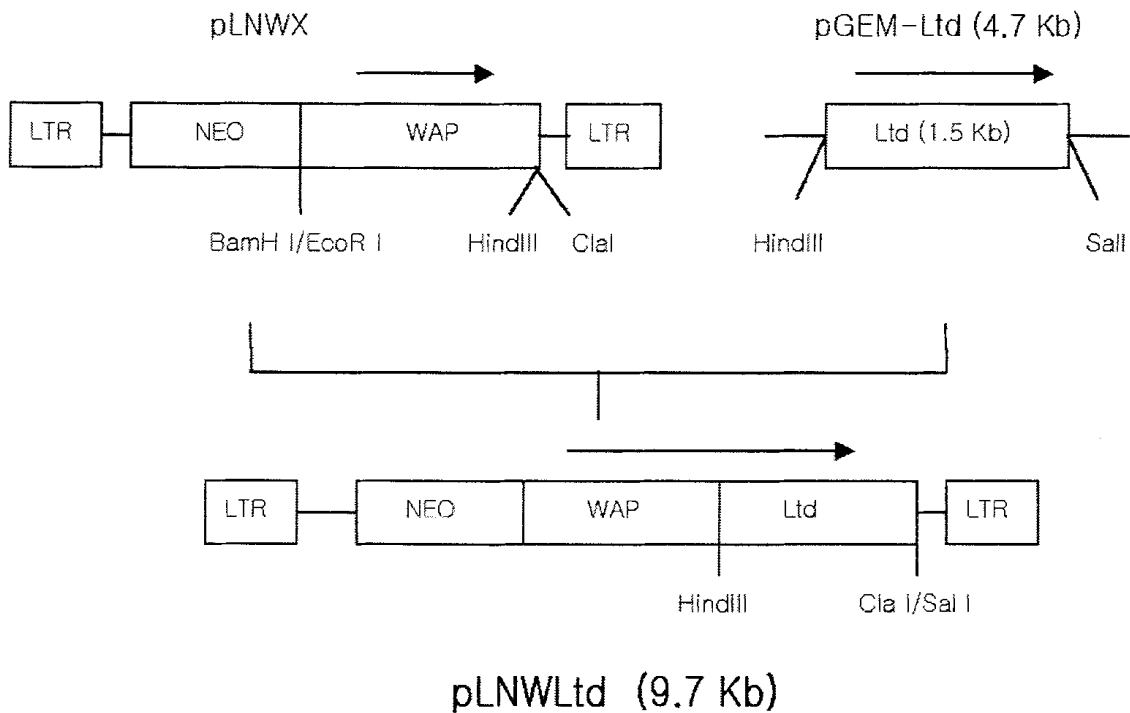 pLNWX
pGEM-Ltd (4.7 Kb)
LTR
NEO
WAP
LTR
Ltd (1.5 Kb)
BamH I/EcoR I
HindIII
ClaI
HindIII
SalI
LTR
NEO
WAP
Ltd
LTR
HindIII
Cla I/Sal I
pLNWLtd (9.7 Kb)